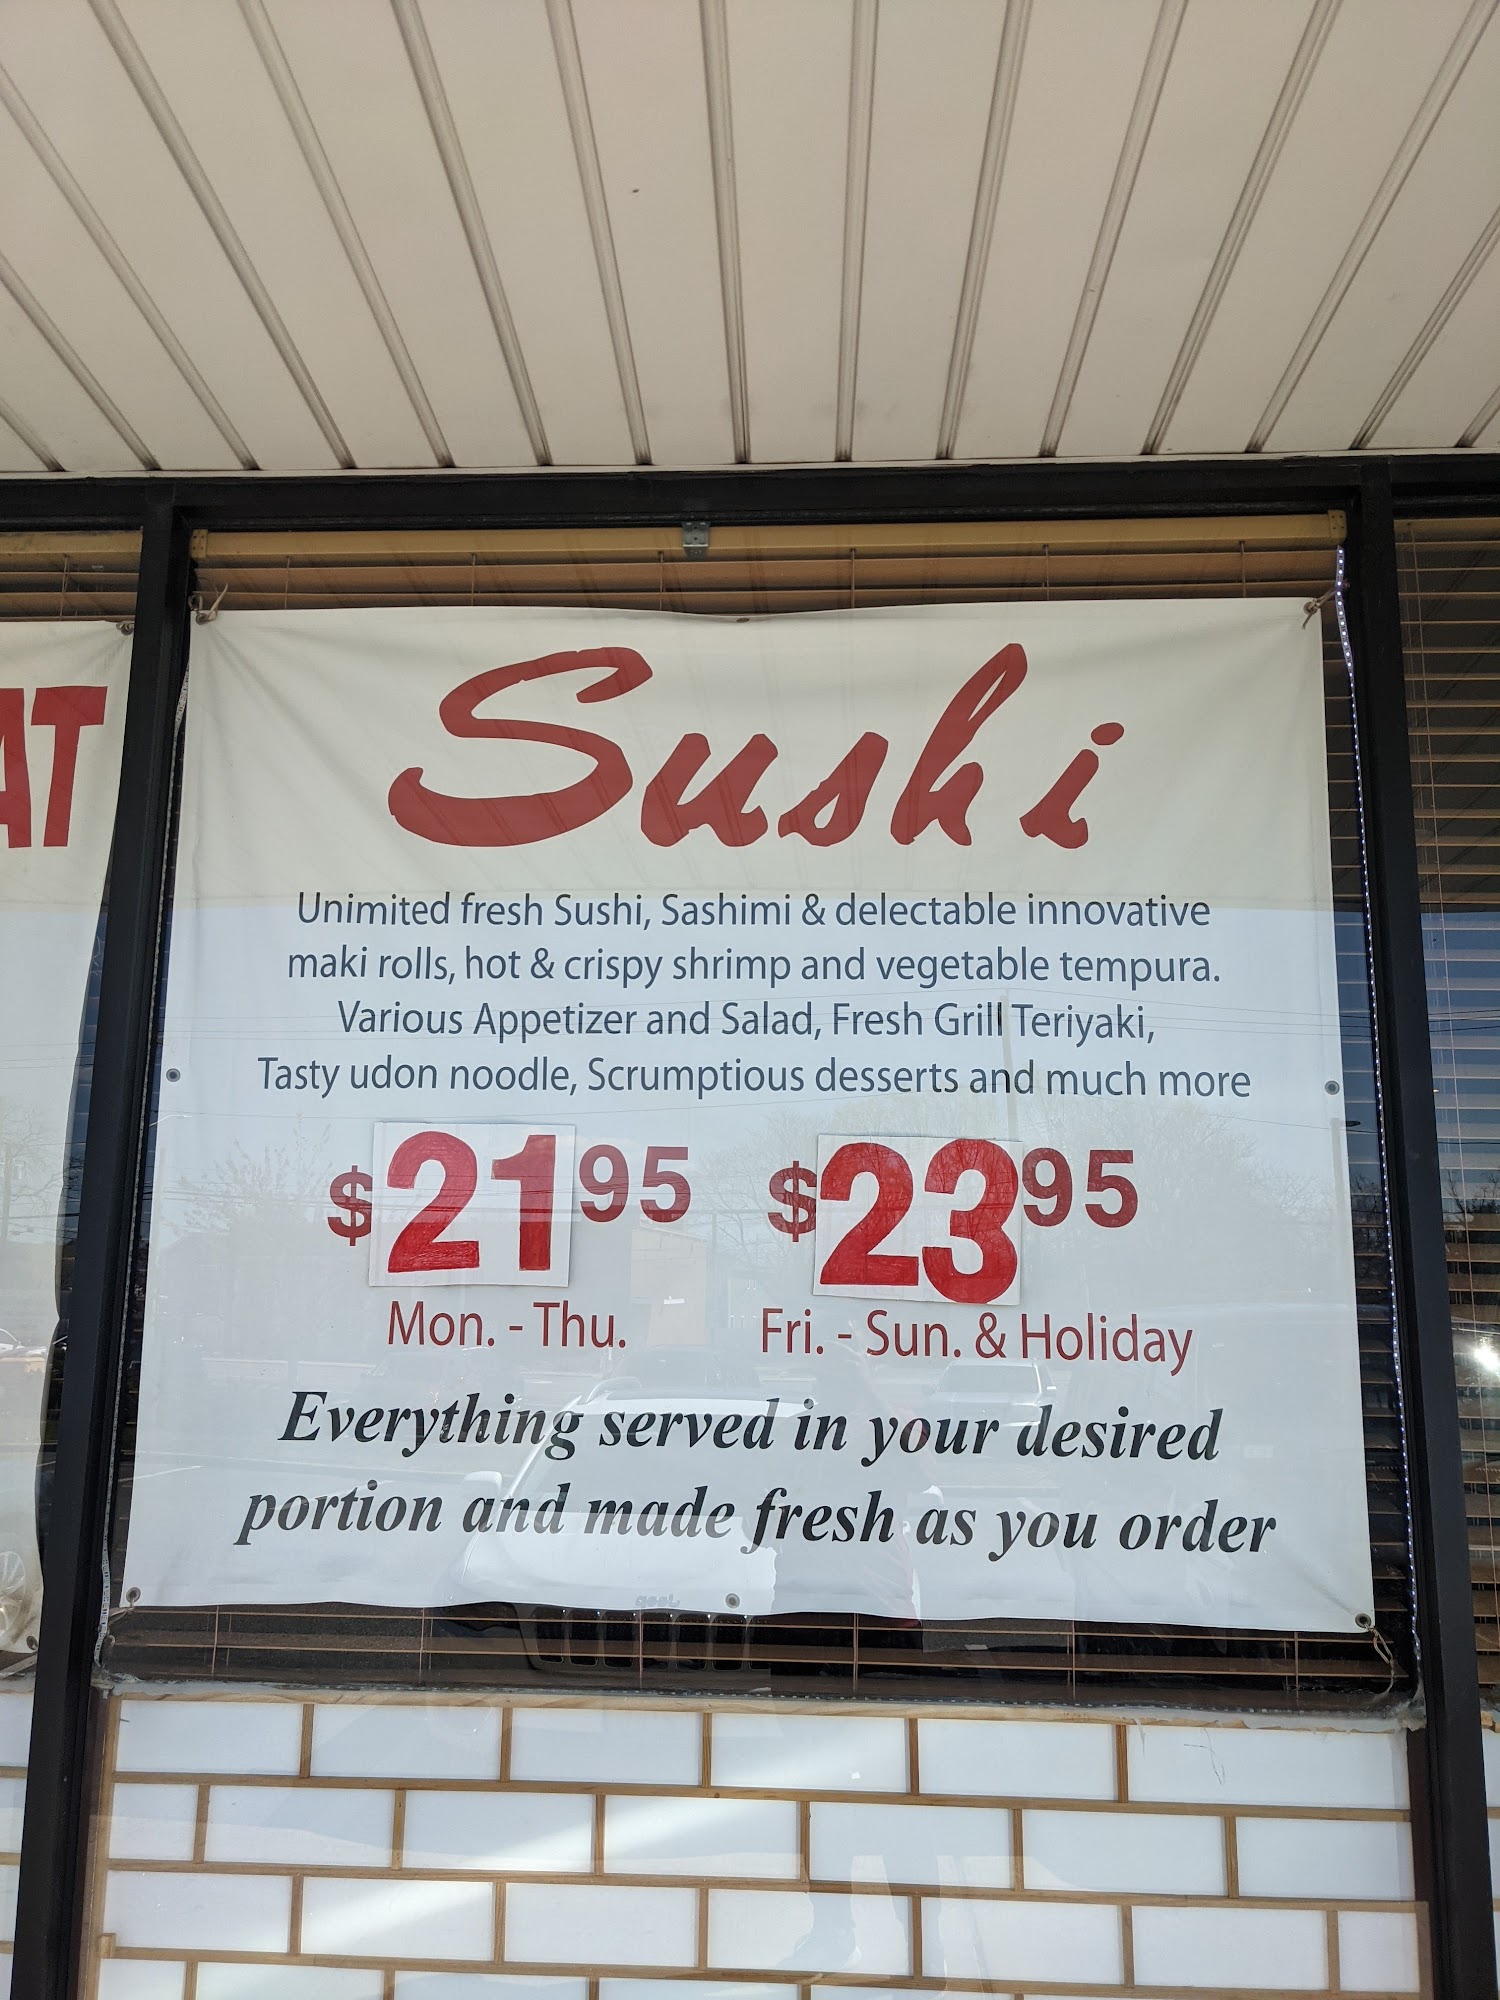 AT
Sushi
Unimited fresh Sushi, Sashimi & delectable innovative
maki rolls, hot & crispy shrimp and vegetable tempura.
Various Appetizer and Salad, Fresh Grill Teriyaki,
Tasty udon noodle, Scrumptious desserts and much more
$2195 $2395
Mon. - Thu. Fri. - Sun. & Holiday
Everything served in your desired
portion and made fresh as you order
Jeep